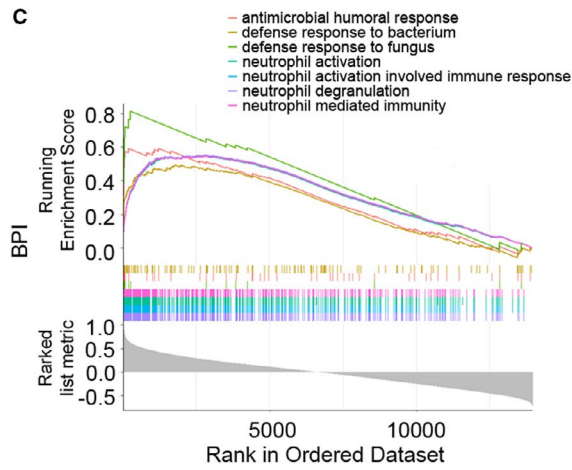 C
antimicrobial humoral response
defense response to bacterium
defense response to fungus
neutrophil activation
neutrophil activation involved immune response
neutrophil degranulation
neutrophil mediated immunity
BPI
Running
Enrichment Score
0.8
0.6
0.4
0.2
0.0
Ranked
list metric
1.0
0.5
0.0
-0.5
5000
10000
Rank in Ordered Dataset